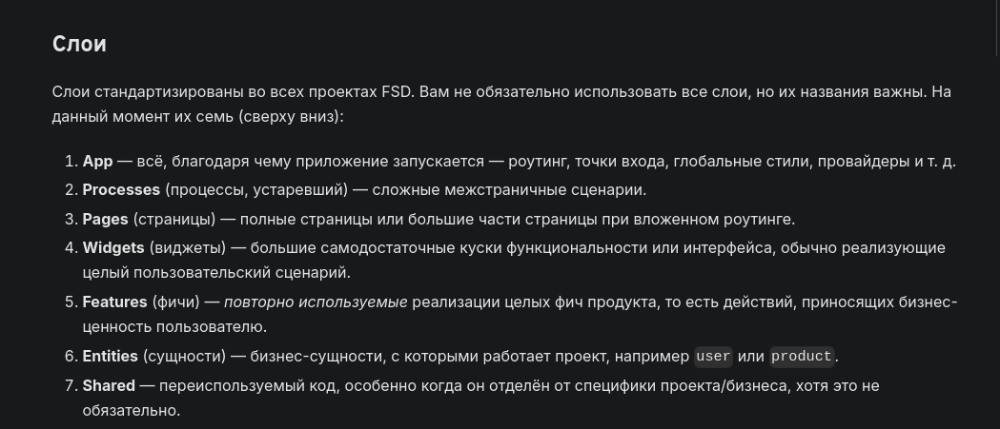 Слои
Слои стандартизированы во всех проектах FSD. Вам не обязательно использовать все слои, но их названия важны. На
данный момент их семь (сверху вниз):
1. App — всё, благодаря чему приложение запускается — роутинг, точки входа, глобальные стили, провайдеры и т. д.
2. Processes (процессы, устаревший) — сложные межстраничные сценарии.
3. Pages (страницы) — полные страницы или большие части страницы при вложенном роутинге.
4. Widgets (виджеты) — большие самодостаточные куски функциональности или интерфейса, обычно реализующие
целый пользовательский сценарий.
5. Features (фичи) — повторно используемые реализации целых фич продукта, то есть действий, приносящих бизнес-
ценность пользователю.
6. Entities (сущности) — бизнес-сущности, с которыми работает проект, например user или product.
7. Shared — переиспользуемый код, особенно когда он отделён от специфики проекта/бизнеса, хотя это не
обязательно.